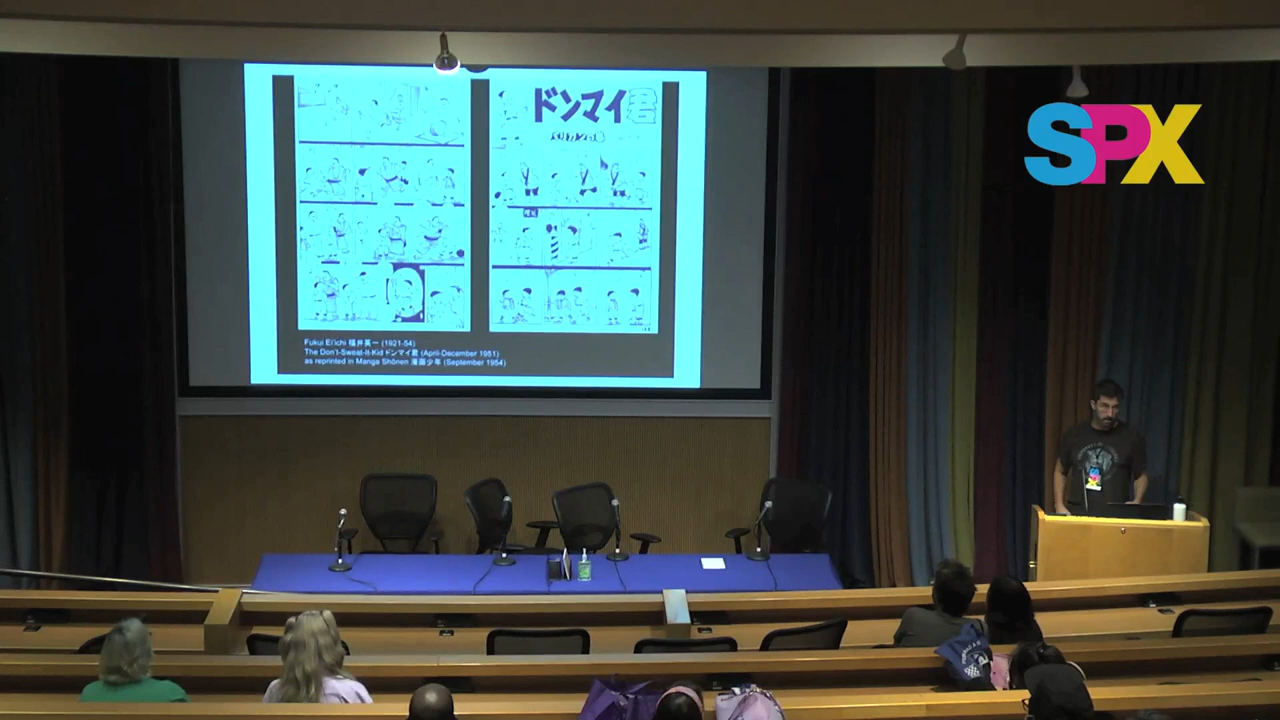 SPX
ドンマイ君
Fukui Ei'ichi 福井英一 (1921-54)
The Don't-Sweat-It-Kid ドンマイ君 (April-December 1951)
as reprinted in Manga Shōnen 漫画少年 (September 1954)